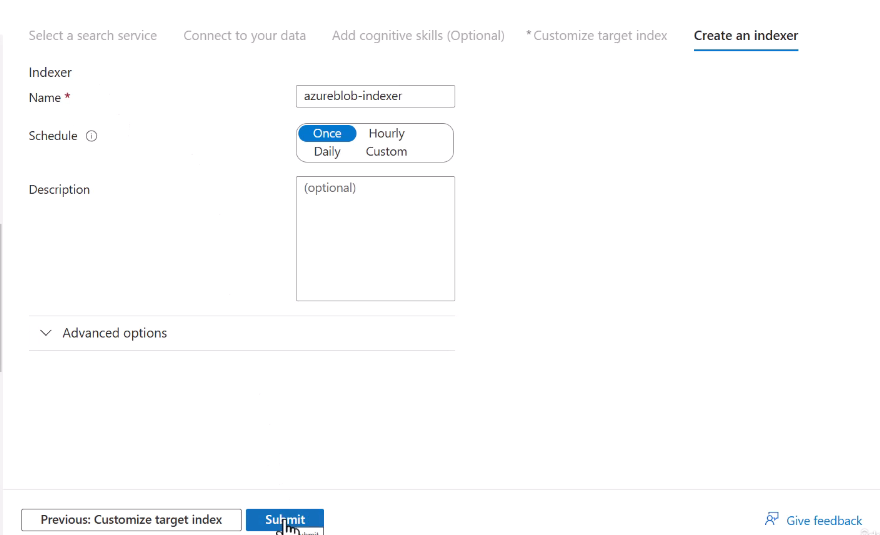 Select a search service Connect to your data Add cognitive skills (Optional) * Customize target index Create an indexer
Indexer
Name * azureblob-indexer
Schedule Once Hourly
Daily Custom
Description (optional)
Advanced options
Previous: Customize target index Submit Give feedback